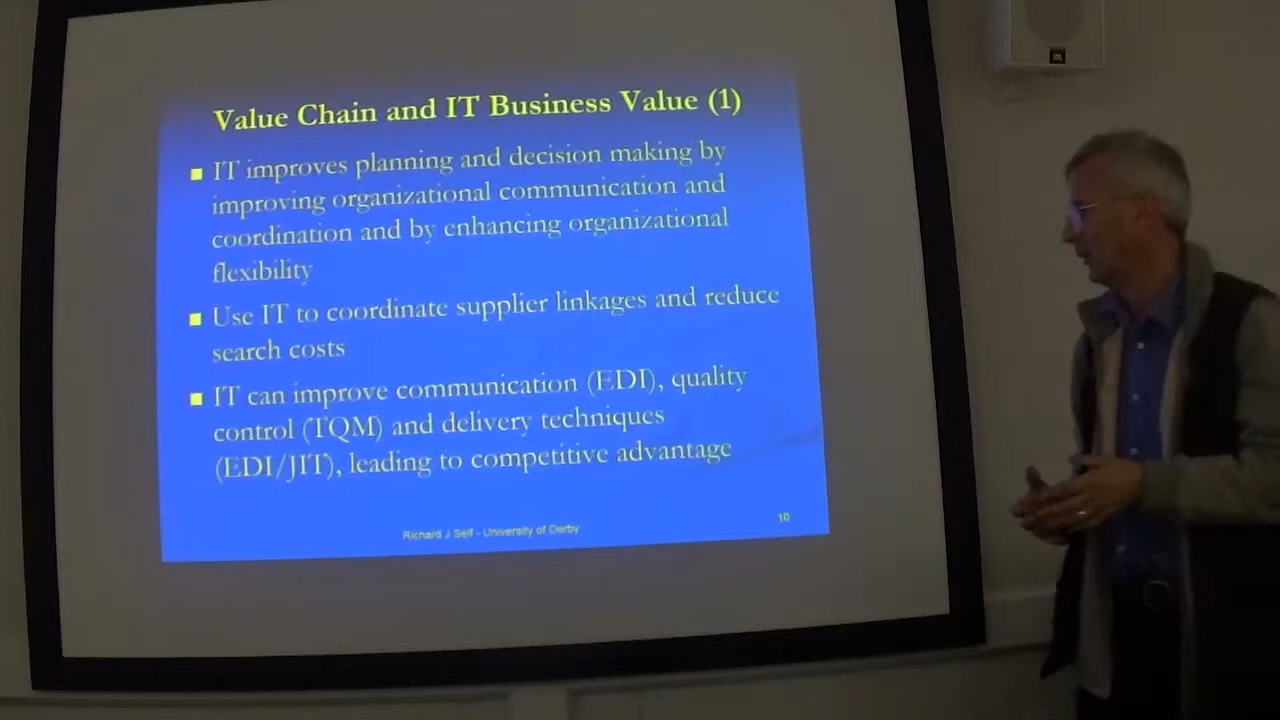 Value Chain and IT Business Value (1)
IT improves planning and decision making by
improving organizational communication and
coordination and by enhancing organizational
flexibility
Use IT to coordinate supplier linkages and reduce
search costs
IT can improve communication (EDI), quality
control (TQM) and delivery techniques
(EDI/JIT), leading to competitive advantage
Richard J Self - University of Derby
10
JBL